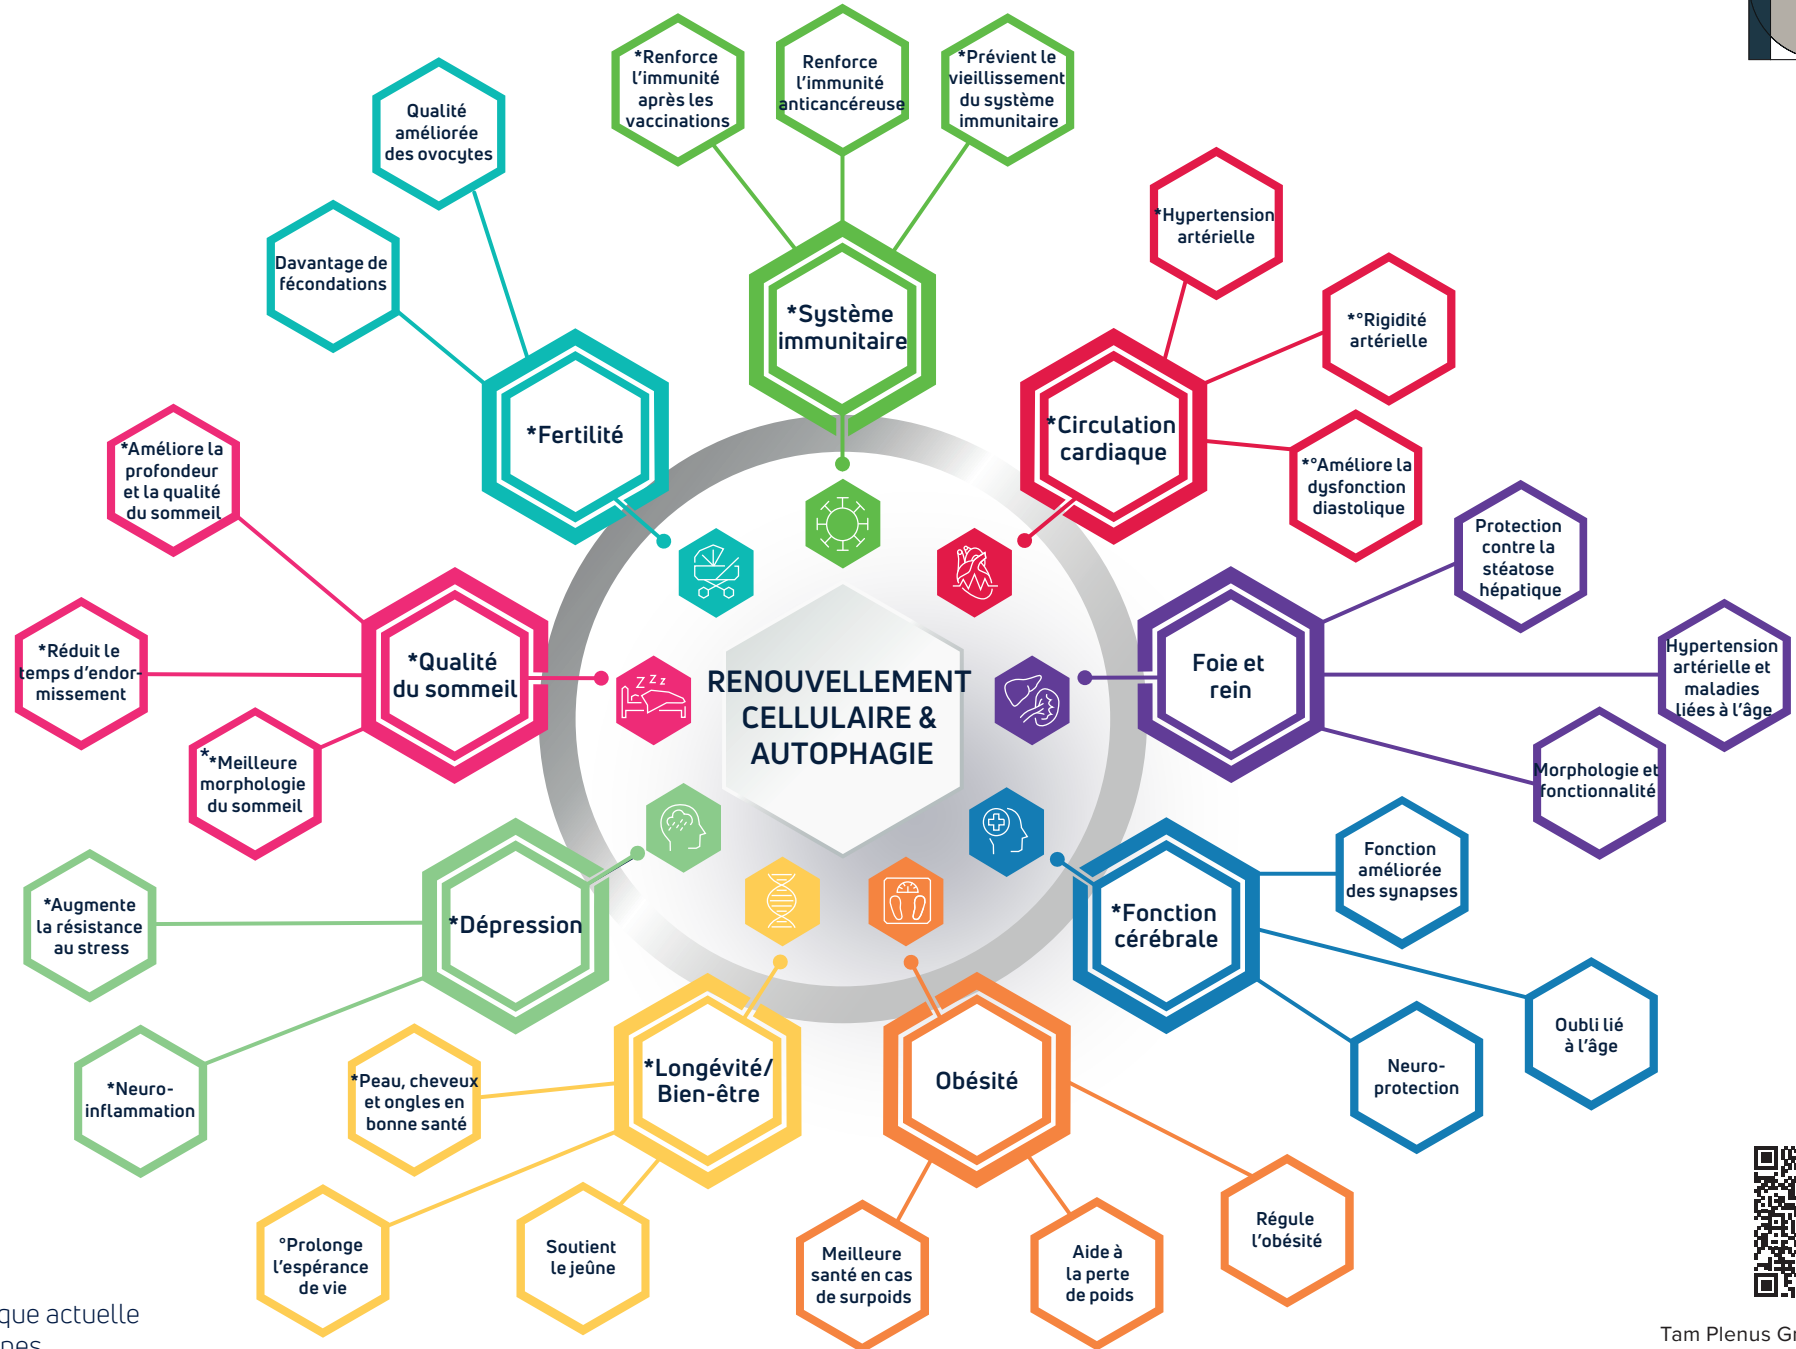 *Renforce
l'immunité
après les
vaccinations
Renforce
l'immunité
anticancéreuse
*Prévient le
vieillissement
du système
immunitaire
Qualité
améliorée
des ovocytes
Davantage de
fécondations
*Hypertension
artérielle
*°Rigidité
artérielle
*°Améliore la
dysfonction
diastolique
*Système
immunitaire
*Fertilité
*Circulation
cardiaque
*Améliore la
profondeur
et la qualité
du sommeil
*Réduit le
temps d'endor-
missement
**Meilleure
morphologie
du sommeil
*Qualité
du sommeil
Z Z Z
RENOUVELLEMENT
CELLULAIRE &
AUTOPHAGIE
Foie et
rein
Protection
contre la
stéatose
hépatique
Hypertension
artérielle et
maladies
liées à l'âge
Morphologie et
fonctionnalité
*Dépression
*Augmente
la résistance
au stress
*Neuro-
inflammation
*Fonction
cérébrale
Fonction
améliorée
des synapses
Oubli lié
à l'âge
Neuro-
protection
*Longévité/
Bien-être
*Peau, cheveux
et ongles en
bonne santé
°Prolonge
l'espérance
de vie
Soutient
le jeûne
Obésité
Meilleure
santé en cas
de surpoids
Aide à
la perte
de poids
Régule
l'obésité
que actuelle
nes
Tam Plenus Gr